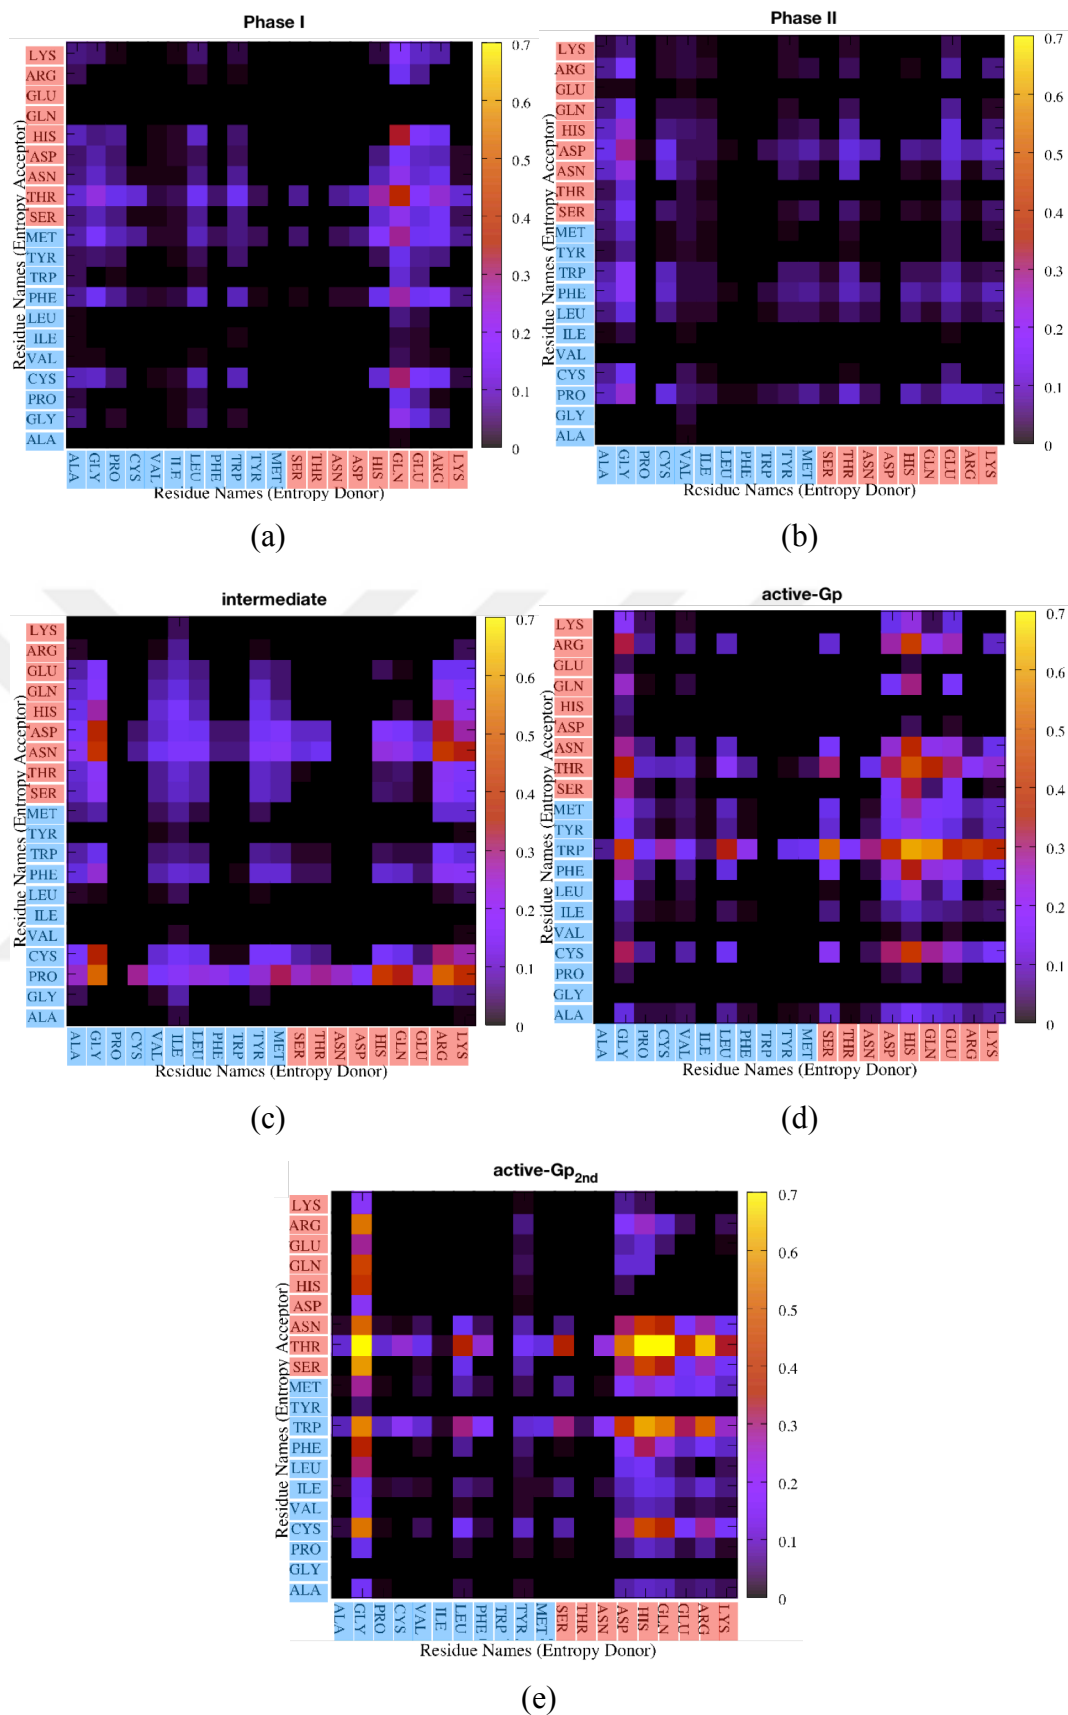 Phase I
Residue Names (Entropy Acceptor)
LYS
ARG
GLU
GLN
HIS
ASP
ASN
THR
SER
MET
TYR
TRP
PHE
LEU
ILE
VAL
CYS
PRO
GLY
ALA
0.7
0.6
0.5
0.4
0.3
0.2
0.1
0
ALA GLY PRO CYS VAL ILE LEU PHE TRP TYR MET SER THR ASN ASP HIS GLN GLU ARG LYS
Residue Names (Entropy Donor)
(a)
Phase II
Residue Names (Entropy Acceptor)
LYS
ARG
GLU
GLN
HIS
ASP
ASN
THR
SER
MET
TYR
TRP
PHE
LEU
ILE
VAL
CYS
PRO
GLY
ALA
0.7
0.6
0.5
0.4
0.3
0.2
0.1
0
ALA GLY PRO CYS VAL ILE LEU PHE TRP TYR MET SER THR ASN ASP HIS GLN GLU ARG LYS
Residue Names (Entropy Donor)
(b)
intermediate
Residue Names (Entropy Acceptor)
LYS
ARG
GLU
GLN
HIS
ASP
ASN
THR
SER
MET
TYR
TRP
PHE
LEU
ILE
VAL
CYS
PRO
GLY
ALA
0.7
0.6
0.5
0.4
0.3
0.2
0.1
0
ALA GLY PRO CYS VAL ILE LEU PHE TRP TYR MET SER THR ASN ASP HIS GLN GLU ARG LYS
Residue Names (Entropy Donor)
(c)
active-Gp
Residue Names (Entropy Acceptor)
LYS
ARG
GLU
GLN
HIS
ASP
ASN
THR
SER
MET
TYR
TRP
PHE
LEU
ILE
VAL
CYS
PRO
GLY
ALA
0.7
0.6
0.5
0.4
0.3
0.2
0.1
0
ALA GLY PRO CYS VAL ILE LEU PHE TRP TYR MET SER THR ASN ASP HIS GLN GLU ARG LYS
Residue Names (Entropy Donor)
(d)
active-Gp2nd
Residue Names (Entropy Acceptor)
LYS
ARG
GLU
GLN
HIS
ASP
ASN
THR
SER
MET
TYR
TRP
PHE
LEU
ILE
VAL
CYS
PRO
GLY
ALA
0.7
0.6
0.5
0.4
0.3
0.2
0.1
0
ALA GLY PRO CYS VAL ILE LEU PHE TRP TYR MET SER THR ASN ASP HIS GLN GLU ARG LYS
Residue Names (Entropy Donor)
(e)